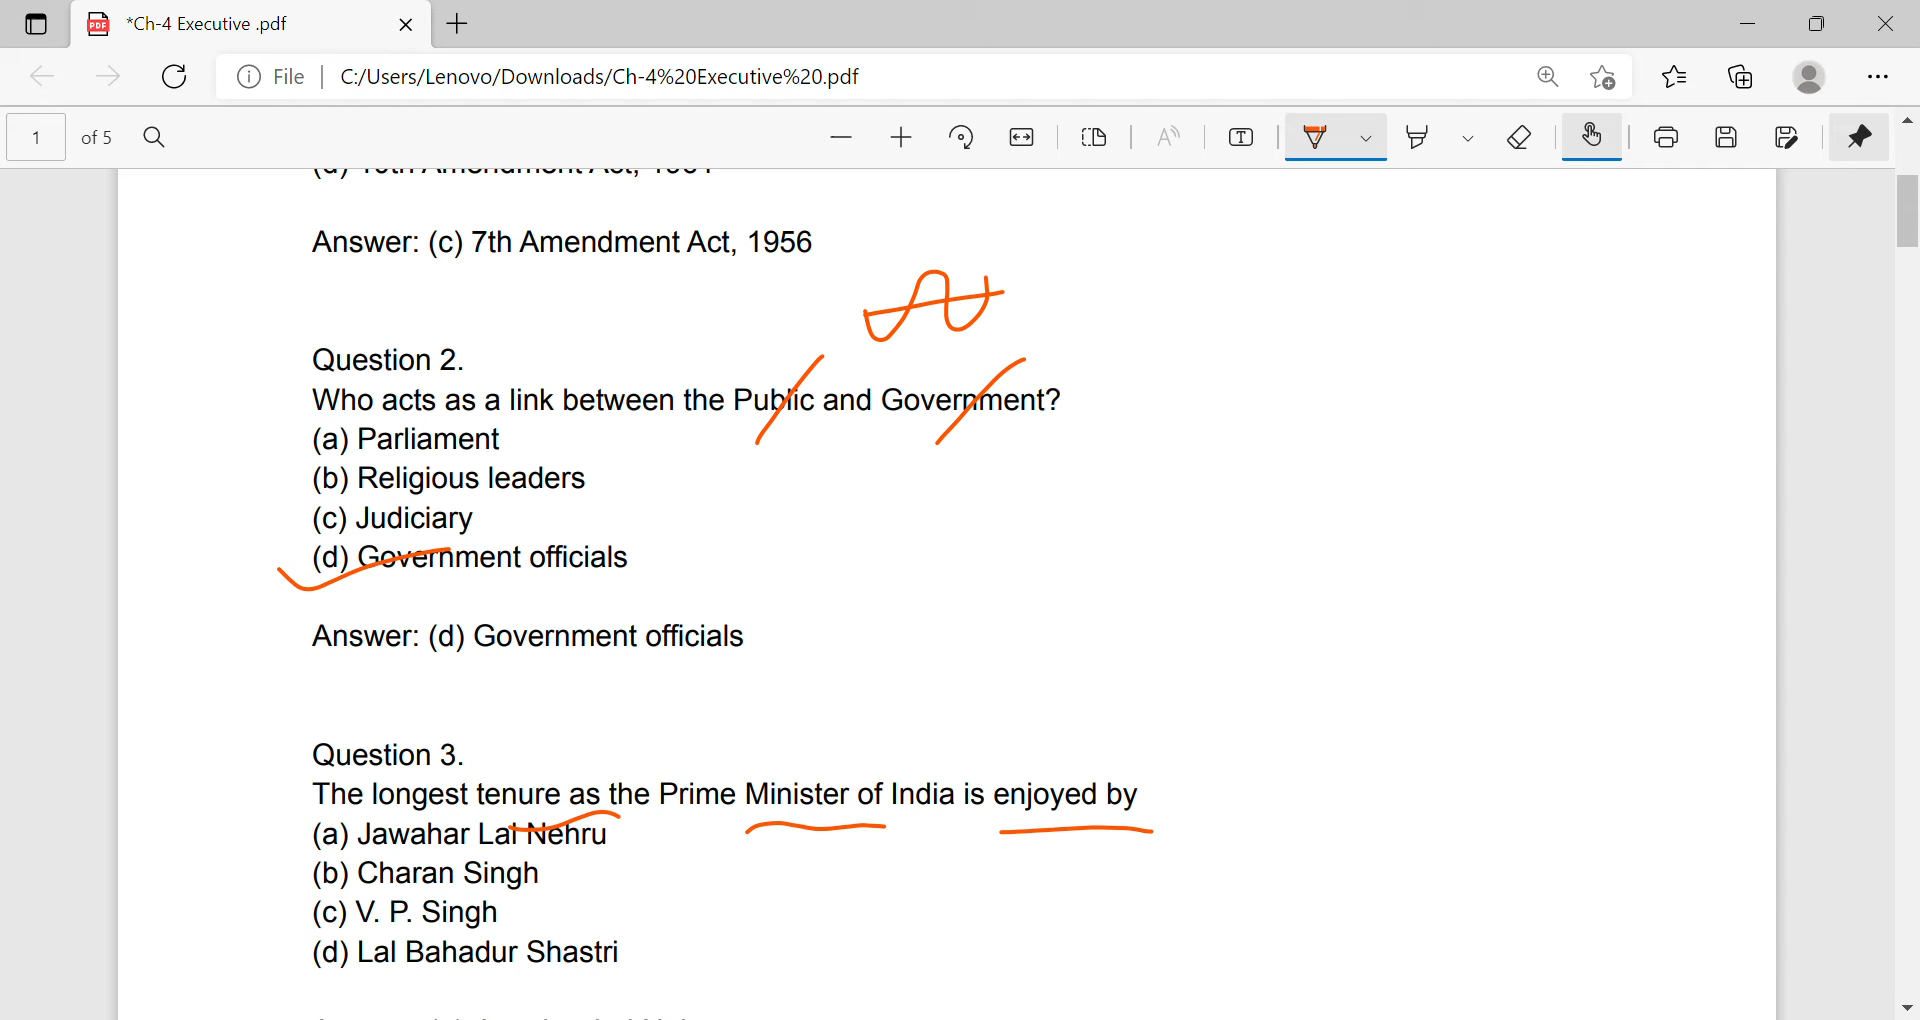 *Ch-4 Executive .pdf
File C:/Users/Lenovo/Downloads/Ch-4%20Executive%20.pdf
1 of 5
Answer: (c) 7th Amendment Act, 1956
Question 2.
Who acts as a link between the Public and Government?
(a) Parliament
(b) Religious leaders
(c) Judiciary
(d) Government officials
Answer: (d) Government officials
Question 3.
The longest tenure as the Prime Minister of India is enjoyed by
(a) Jawahar Lal Nehru
(b) Charan Singh
(c) V. P. Singh
(d) Lal Bahadur Shastri